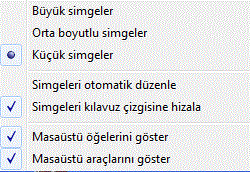 Büyük simgeler
Orta boyutlu simgeler
Küçük simgeler
Simgeleri otomatik düzenle
Simgeleri kılavuz çizgisine hizala
Masaüstü öğelerini göster
Masaüstü araçlarını göster